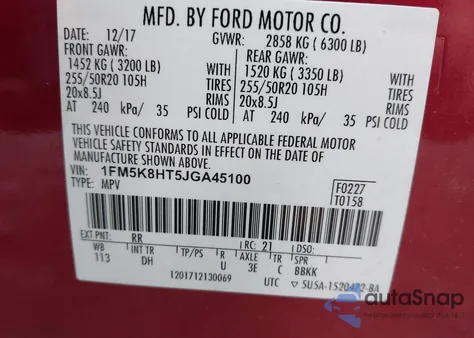 MFD. BY FORD MOTOR CO.
DATE: 12/17 GVWR: 2858 KG ( 6300 LB)
FRONT GAWR: REAR GAWR:
1452 KG ( 3200 LB) WITH 1520 KG ( 3350 LB) WITH
255/50R20 105H TIRES 255/50R20 105H TIRES
20x8.5J RIMS 20x8.5J RIMS
AT 240 kPa/ 35 PSI COLD AT 240 kPa/ 35 PSI COLD
THIS VEHICLE CONFORMS TO ALL APPLICABLE FEDERAL MOTOR
VEHICLE SAFETY STANDARDS IN EFFECT ON THE DATE OF
MANUFACTURE SHOWN ABOVE.
VIN: 1FM5K8HT5JGA45100
TYPE: MPV
F0227
T0158
EXT PNT: RR RC: 21 DSO:
WB INT TR TP/PS R AXLE TR SPR
113 DH U 3E C BBKK
1201712130069 UTC 5U5A-1520472-BA
autoSnap